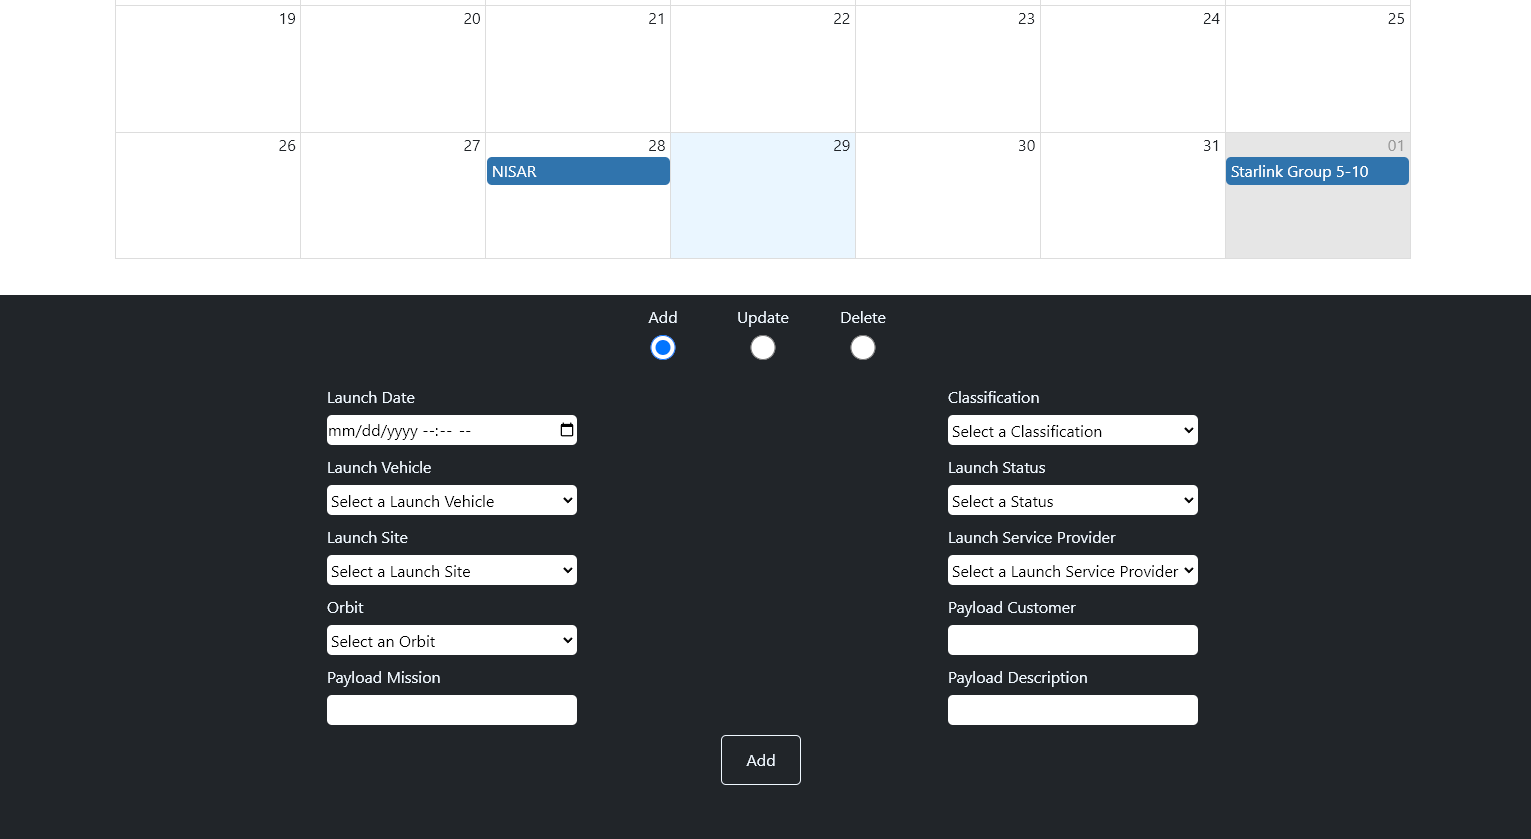 19 20 21 22 23 24 25
26 27 28 29 30 31 01
NISAR Starlink Group 5-10
Add Update Delete
Launch Date Classification
mm/dd/yyyy --:-- -- Select a Classification
Launch Vehicle Launch Status
Select a Launch Vehicle Select a Status
Launch Site Launch Service Provider
Select a Launch Site Select a Launch Service Provider
Orbit Payload Customer
Select an Orbit
Payload Mission Payload Description
Add